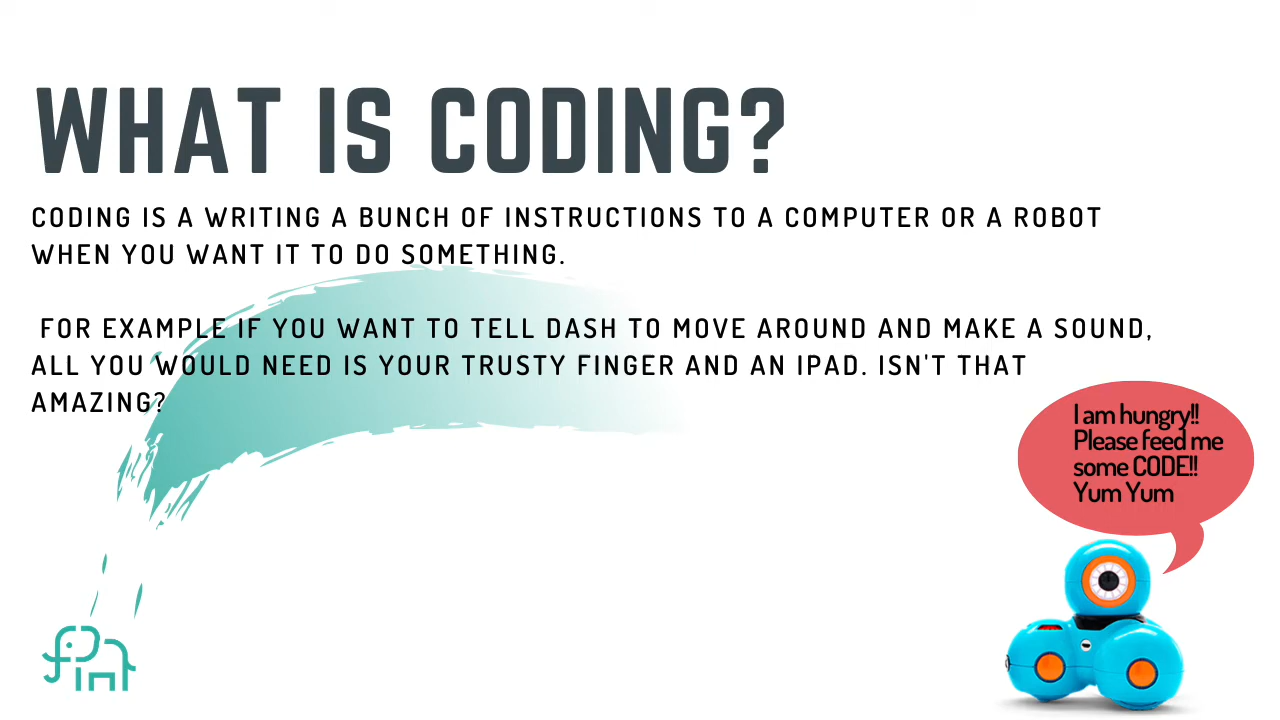 WHAT IS CODING?
CODING IS A WRITING A BUNCH OF INSTRUCTIONS TO A COMPUTER OR A ROBOT
WHEN YOU WANT IT TO DO SOMETHING.
FOR EXAMPLE IF YOU WANT TO TELL DASH TO MOVE AROUND AND MAKE A SOUND,
ALL YOU WOULD NEED IS YOUR TRUSTY FINGER AND AN IPAD. ISN'T THAT
AMAZING?
I am hungry!!
Please feed me
some CODE!!
Yum Yum